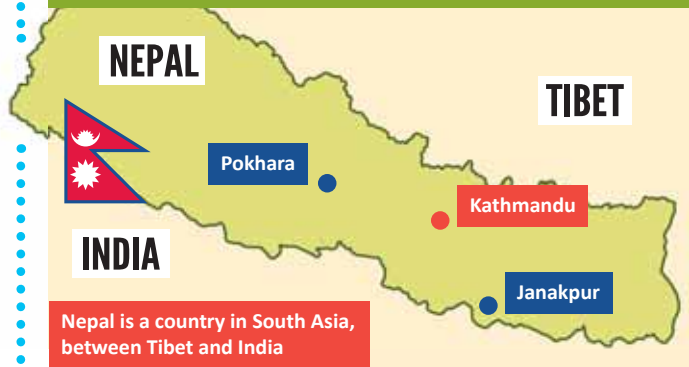 NEPAL
TIBET
Pokhara
Kathmandu
INDIA
Janakpur
Nepal is a country in South Asia,
between Tibet and India